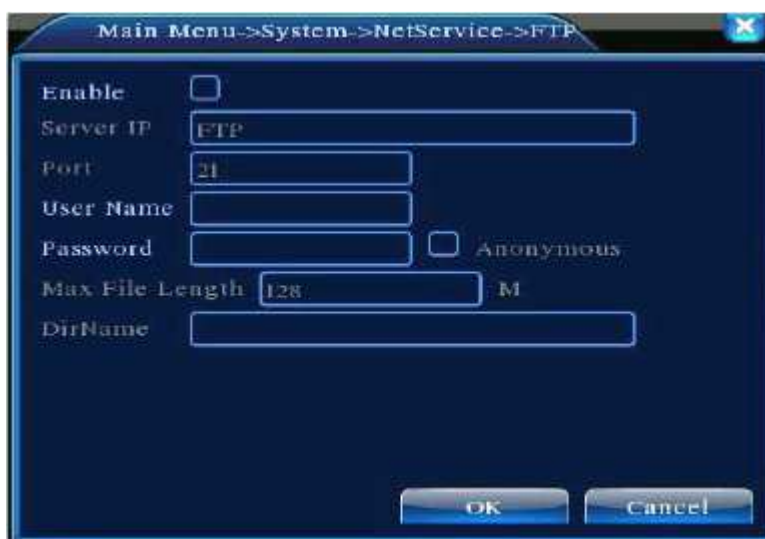 Main Menu->System->NetService->FTP
Enable
Server IP FTP
Port 21
User Name
Password Anonymous
Max File Length 128 M
DirName
OK Cancel